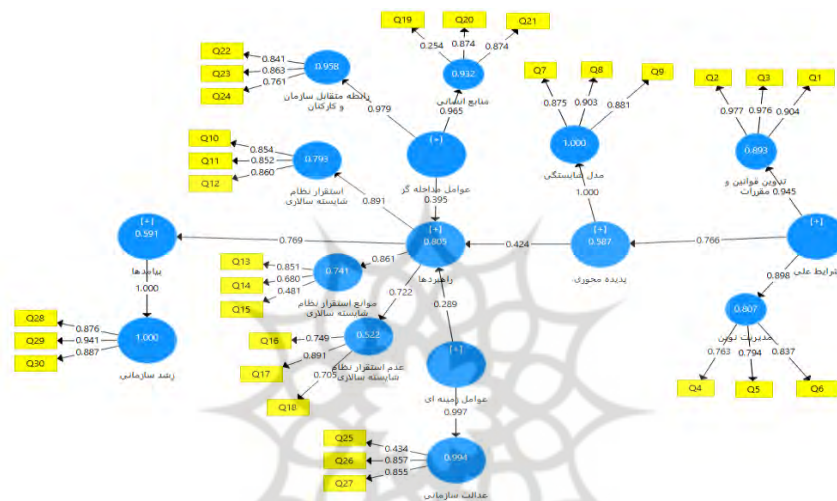 Q19
Q20
Q21
0.254
0.874
0.874
0.932
منابع انسانی
Q22
Q23
Q24
0.841
0.863
0.761
0.958
رابطه متقابل سازمان
و کارکنان
0.979
0.965
[+]
عوامل مداخله گر
0.395
Q7
Q8
Q9
0.875
0.903
0.881
1.000
مدل شایستگی
1.000
Q2
Q3
Q1
0.977
0.976
0.904
0.893
تدوین قوانین و
مقررات
0.945
Q10
Q11
Q12
0.854
0.852
0.860
0.793
استقرار نظام
شایسته سالاری
0.891
[+]
0.591
پیامدها
0.769
[+]
0.805
راهبردها
0.424
[+]
0.587
پدیده محوری
0.766
[+]
شرایط علی
0.898
Q13
Q14
Q15
0.851
0.680
0.481
0.741
موانع استقرار نظام
شایسته سالاری
0.861
0.722
0.289
1.000
Q28
Q29
Q30
0.876
0.941
0.887
1.000
رشد سازمانی
Q16
Q17
Q18
0.749
0.891
0.705
0.522
عدم استقرار نظام
شایسته سالاری
[+]
عوامل زمینه ای
0.997
0.807
مدیریت نوین
0.763
0.794
0.837
Q4
Q5
Q6
Q25
Q26
Q27
0.434
0.857
0.855
0.994
عدالت سازمانی